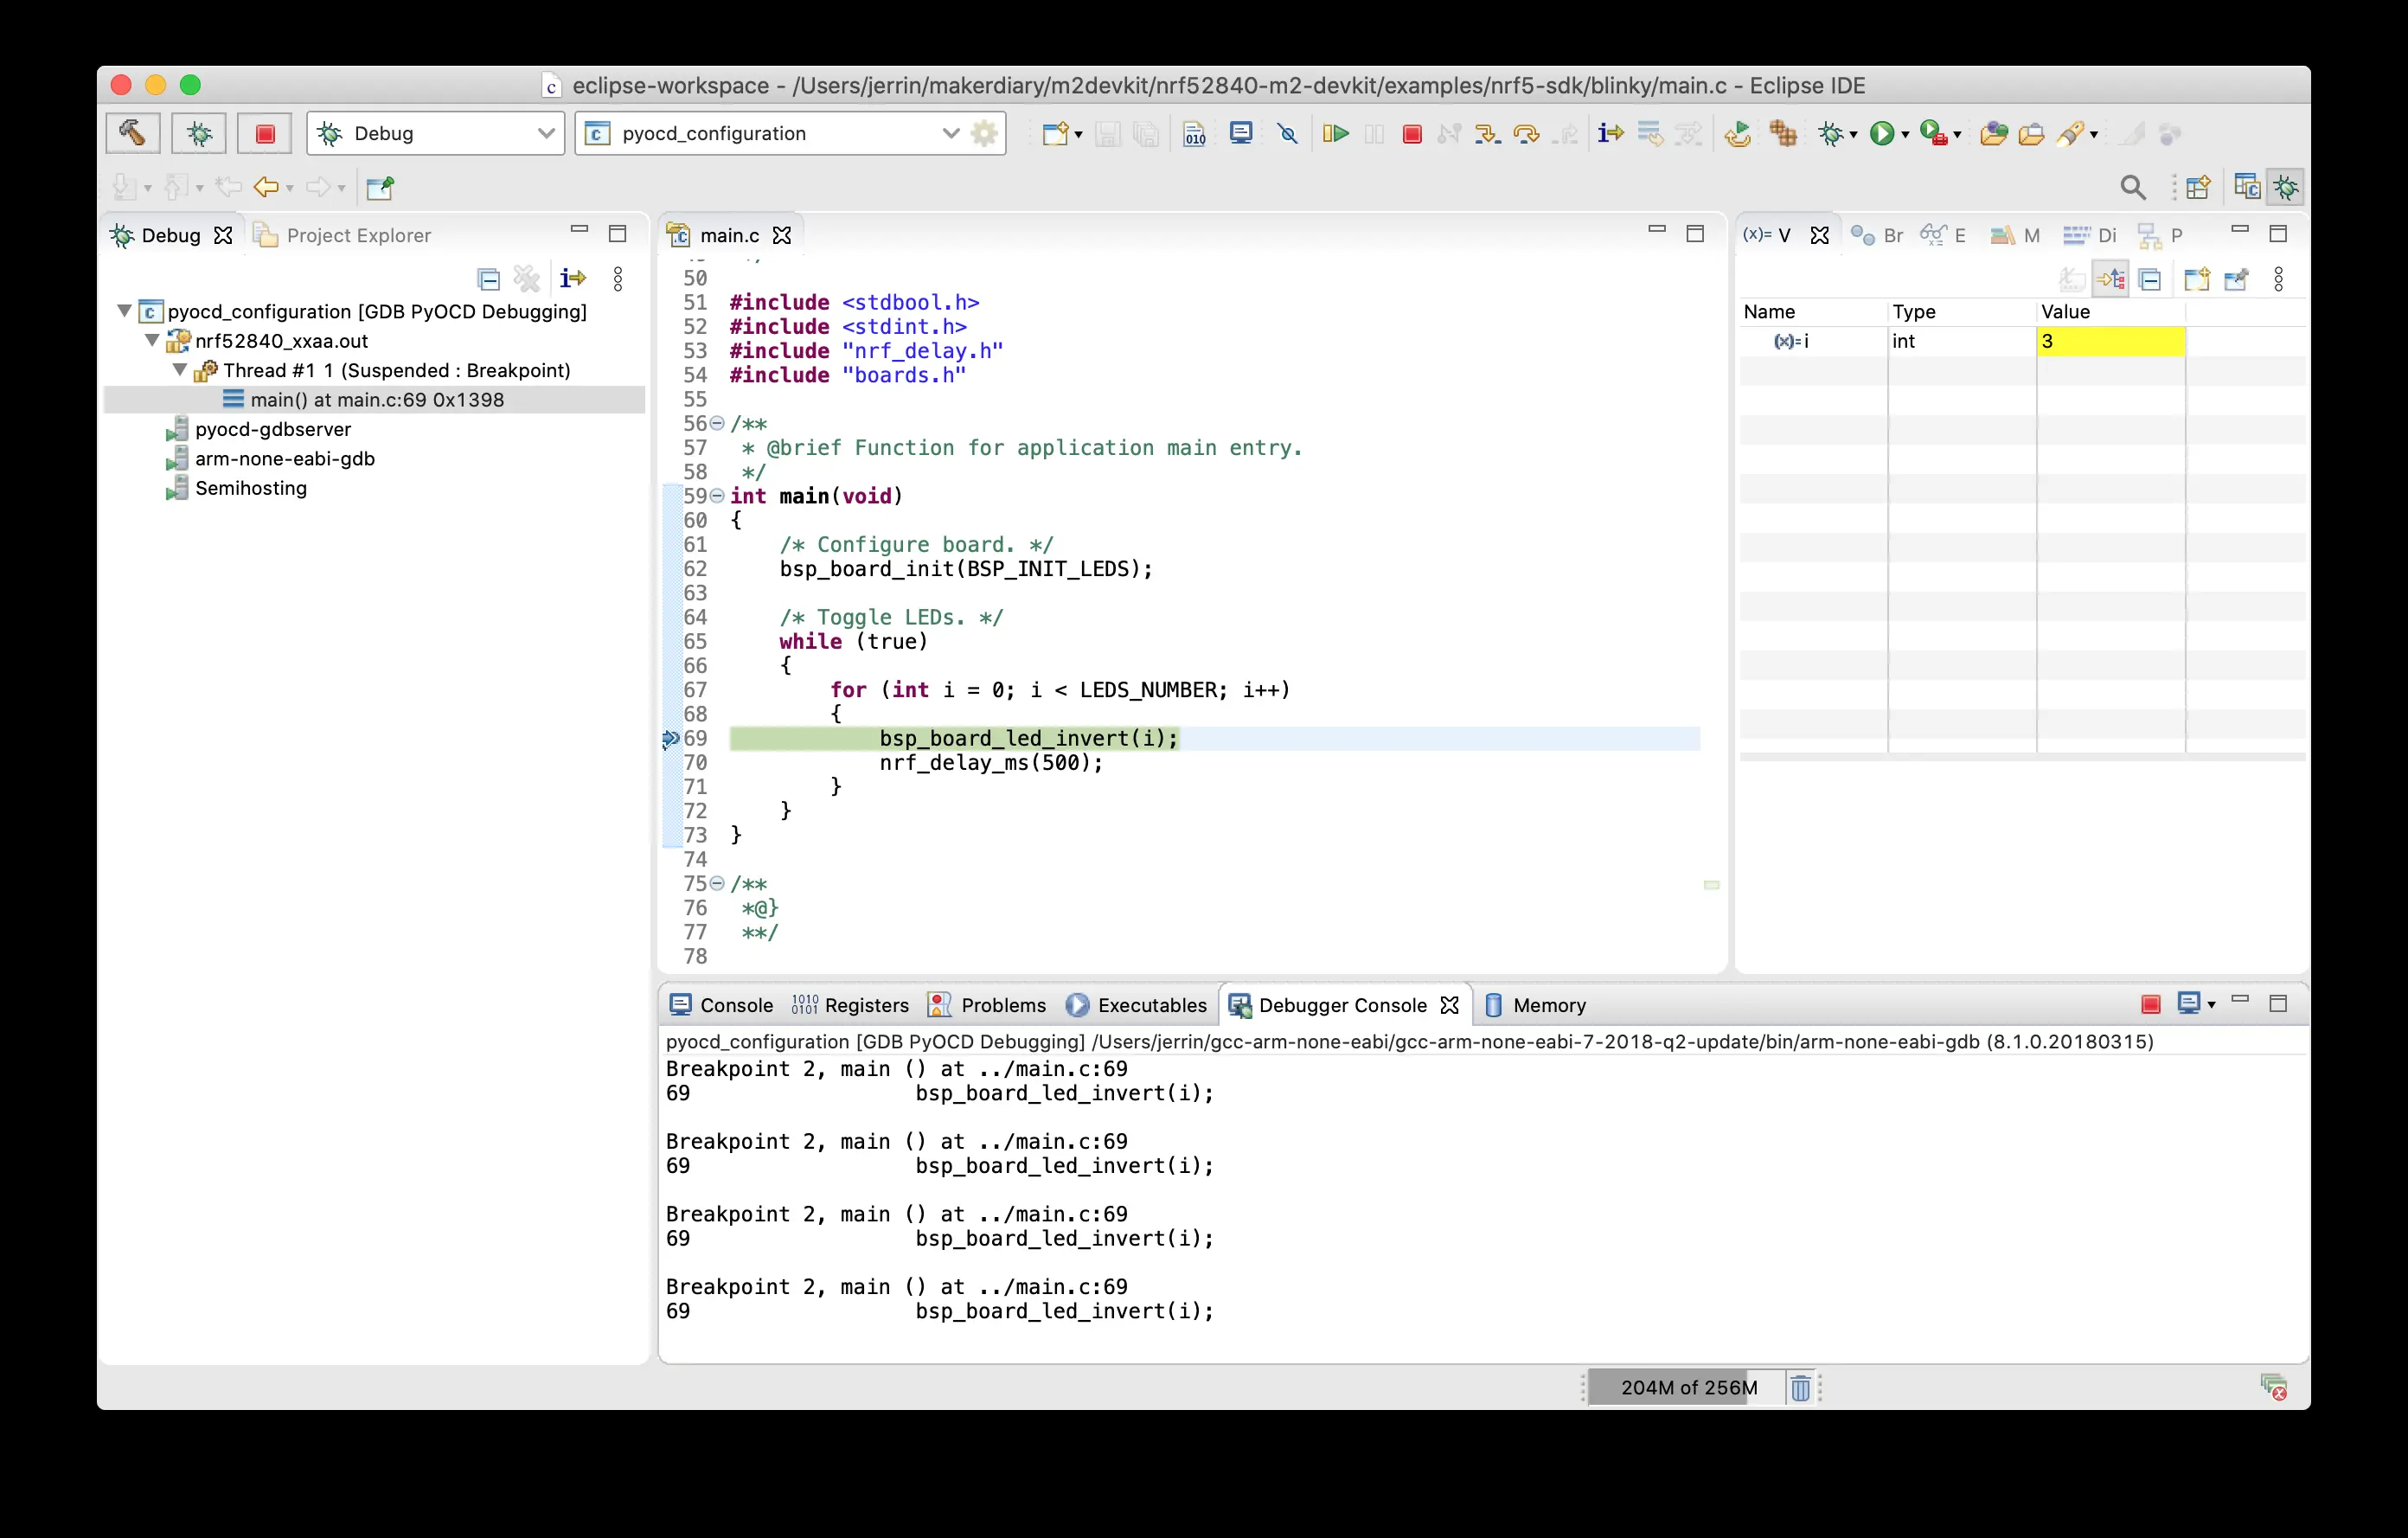 eclipse-workspace - /Users/jerrin/makerdiary/m2devkit/nrf52840-m2-devkit/examples/nrf5-sdk/blinky/main.c - Eclipse IDE
Debug
pyocd_configuration
Debug
Project Explorer
pyocd_configuration [GDB PyOCD Debugging]
nrf52840_xxaa.out
Thread #1 1 (Suspended : Breakpoint)
main() at main.c:69 0x1398
pyocd-gdbserver
arm-none-eabi-gdb
Semihosting
main.c
50
51 #include <stdbool.h>
52 #include <stdint.h>
53 #include "nrf_delay.h"
54 #include "boards.h"
55
56 /**
57 * @brief Function for application main entry.
58 */
59 int main(void)
60 {
61 /* Configure board. */
62 bsp_board_init(BSP_INIT_LEDS);
63
64 /* Toggle LEDs. */
65 while (true)
66 {
67 for (int i = 0; i < LEDS_NUMBER; i++)
68 {
69 bsp_board_led_invert(i);
70 nrf_delay_ms(500);
71 }
72 }
73 }
74
75 /**
76 *@}
77 **/
78
(x)= V Br E M Di P
Name Type Value
(x)= i int 3
Console Registers Problems Executables Debugger Console Memory
pyocd_configuration [GDB PyOCD Debugging] /Users/jerrin/gcc-arm-none-eabi/gcc-arm-none-eabi-7-2018-q2-update/bin/arm-none-eabi-gdb (8.1.0.20180315)
Breakpoint 2, main () at ../main.c:69
69 bsp_board_led_invert(i);
Breakpoint 2, main () at ../main.c:69
69 bsp_board_led_invert(i);
Breakpoint 2, main () at ../main.c:69
69 bsp_board_led_invert(i);
Breakpoint 2, main () at ../main.c:69
69 bsp_board_led_invert(i);
204M of 256M